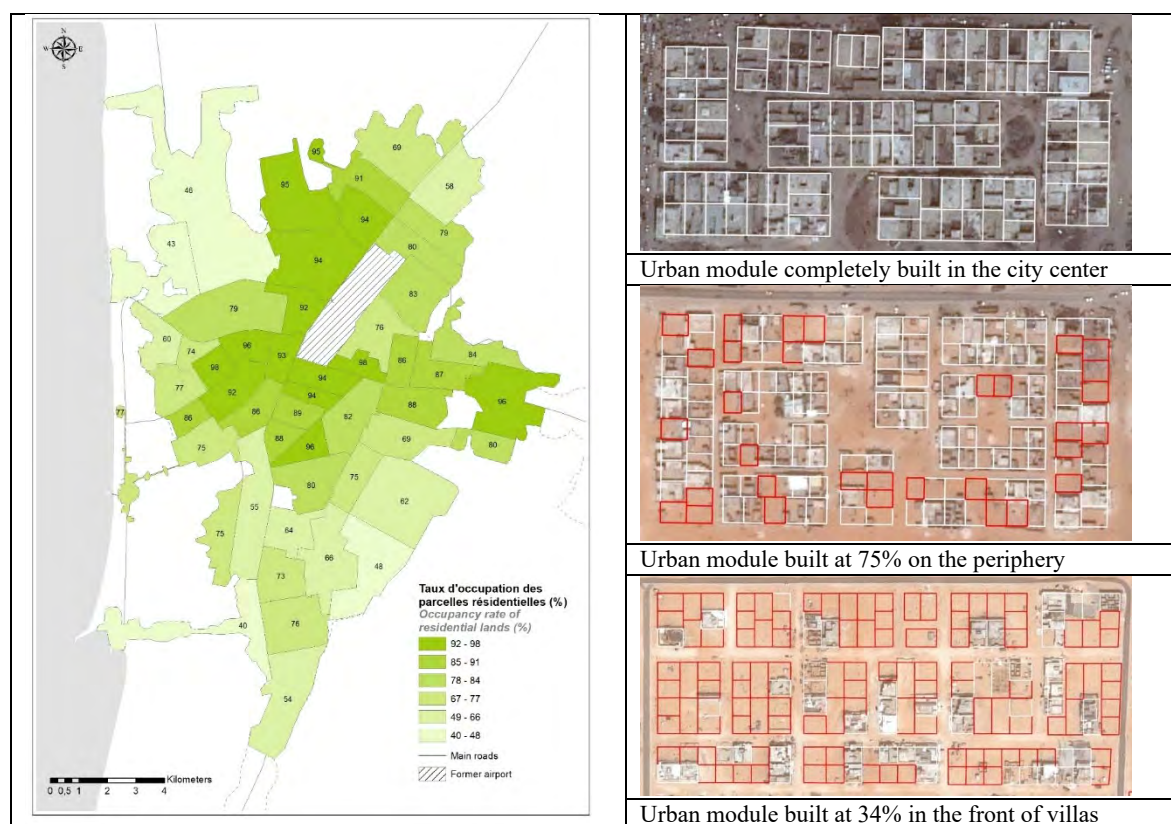 N
W E
S
69
95
91
95
58
46
94
79
43
94
80
83
79
92
76
60
74
96
93
98
86
84
98
94
87
96
77
92
94
88
86
89
82
77
86
88
96
69
80
75
75
80
62
55
64
75
66
48
73
40
76
54
Taux d'occupation des
parcelles résidentielles (%)
Occupancy rate of
residential lands (%)
92 - 98
85 - 91
78 - 84
67 - 77
49 - 66
40 - 48
Main roads
Former airport
Kilometers
0 0,5 1 2 3 4
Urban module completely built in the city center
Urban module built at 75% on the periphery
Urban module built at 34% in the front of villas